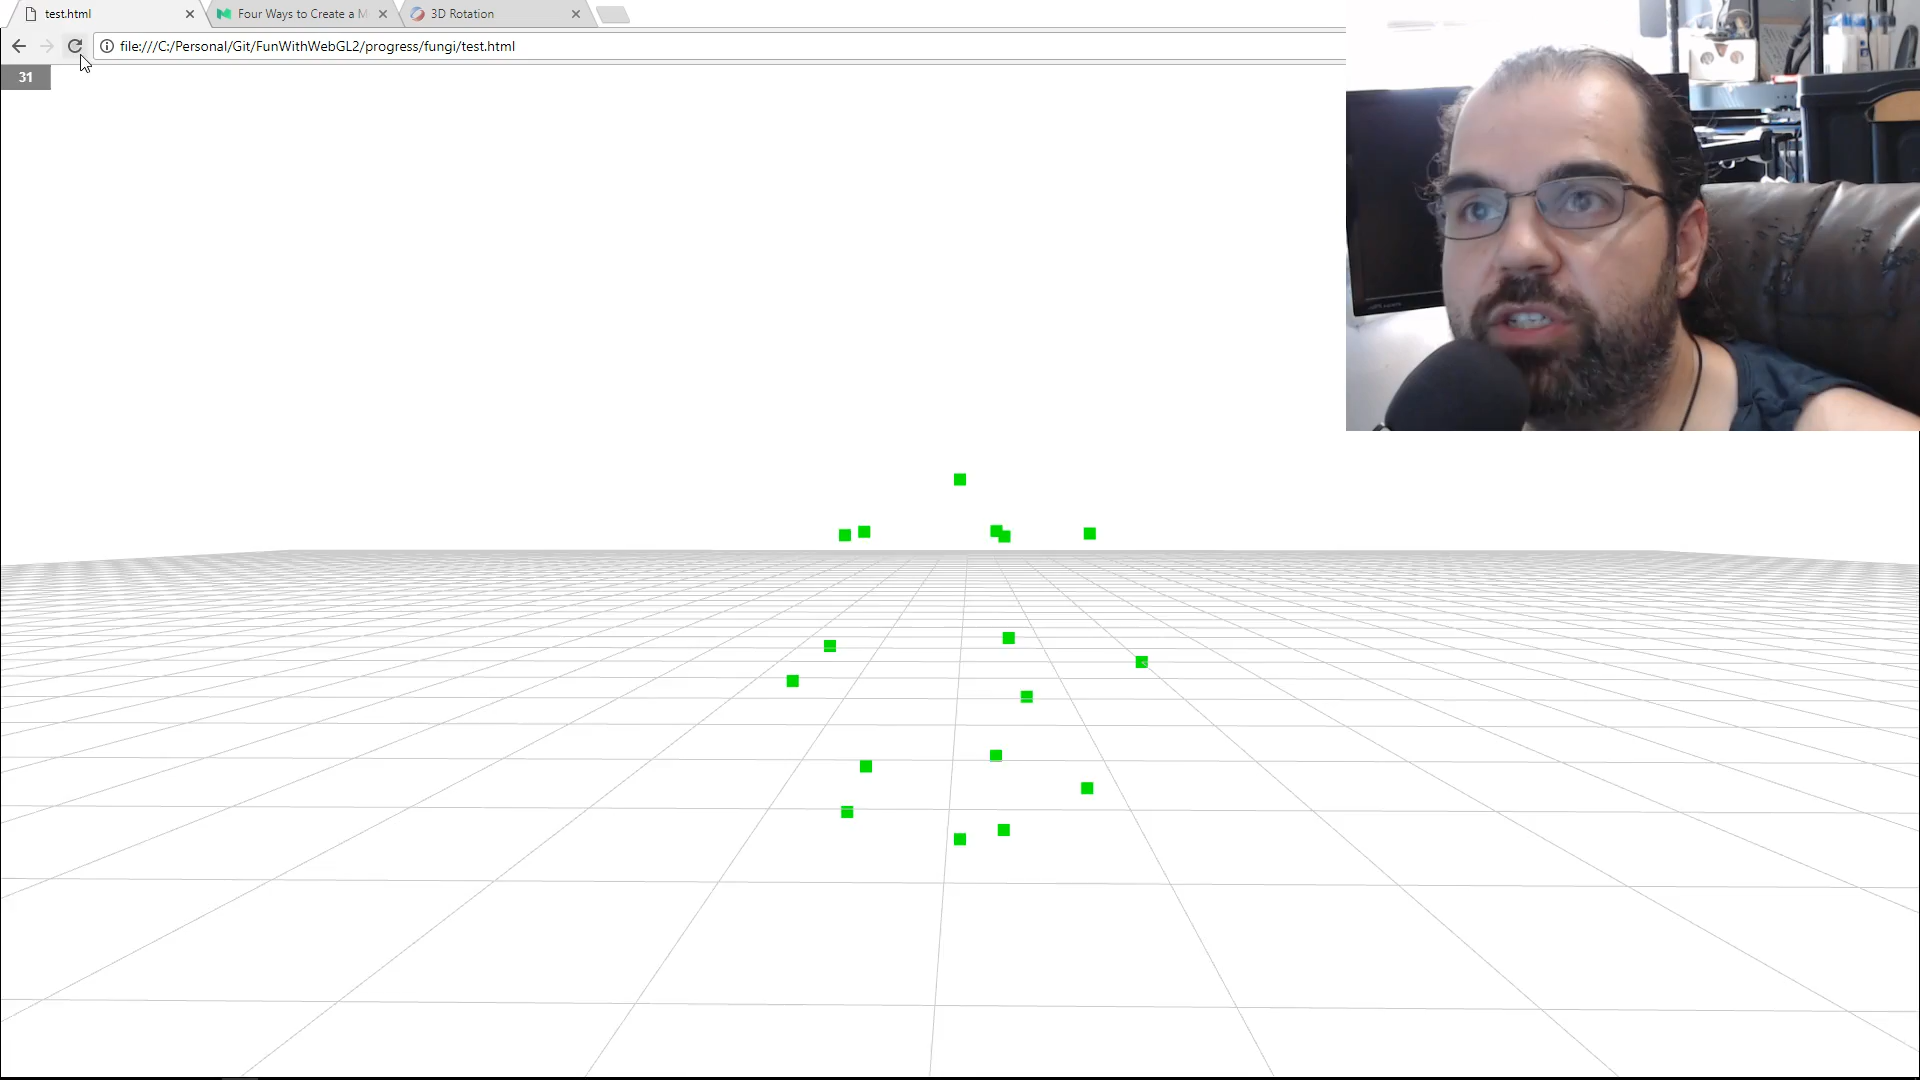 test.html
Four Ways to Create a M
3D Rotation
file:///C:/Personal/Git/FunWithWebGL2/progress/fungi/test.html
31